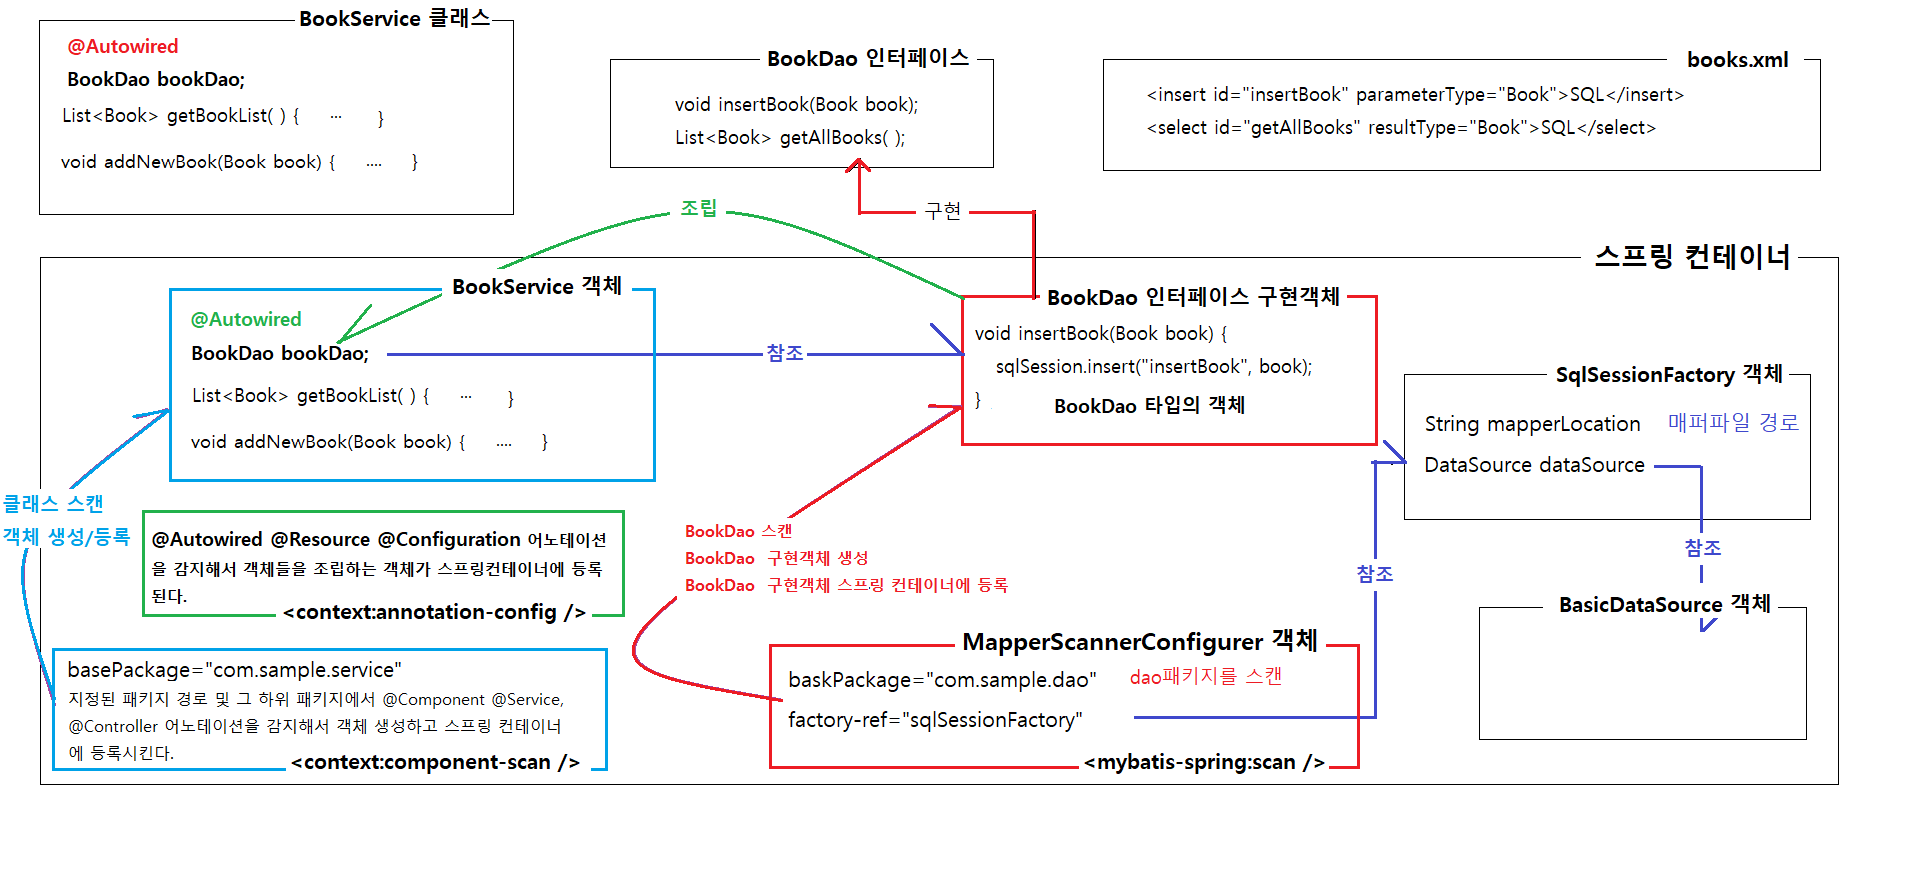 BookService 클래스
@Autowired
BookDao bookDao;
List<Book> getBookList( ) { ... }
void addNewBook(Book book) { .... }
BookDao 인터페이스
void insertBook(Book book);
List<Book> getAllBooks( );
books.xml
<insert id="insertBook" parameterType="Book">SQL</insert>
<select id="getAllBooks" resultType="Book">SQL</select>
조립
구현
스프링 컨테이너
BookService 객체
@Autowired
BookDao bookDao;
List<Book> getBookList( ) { ... }
void addNewBook(Book book) { .... }
참조
BookDao 인터페이스 구현객체
void insertBook(Book book) {
sqlSession.insert("insertBook", book);
}
BookDao 타입의 객체
SqlSessionFactory 객체
String mapperLocation 매퍼파일 경로
DataSource dataSource
클래스 스캔
객체 생성/등록
@Autowired @Resource @Configuration 어노테이션
을 감지해서 객체들을 조립하는 객체가 스프링컨테이너에 등록
된다.
<context:annotation-config />
BookDao 스캔
BookDao 구현객체 생성
BookDao 구현객체 스프링 컨테이너에 등록
참조
참조
BasicDataSource 객체
basePackage="com.sample.service"
지정된 패키지 경로 및 그 하위 패키지에서 @Component @Service,
@Controller 어노테이션을 감지해서 객체 생성하고 스프링 컨테이너
에 등록시킨다.
<context:component-scan />
MapperScannerConfigurer 객체
baskPackage="com.sample.dao" dao패키지를 스캔
factory-ref="sqlSessionFactory"
<mybatis-spring:scan />